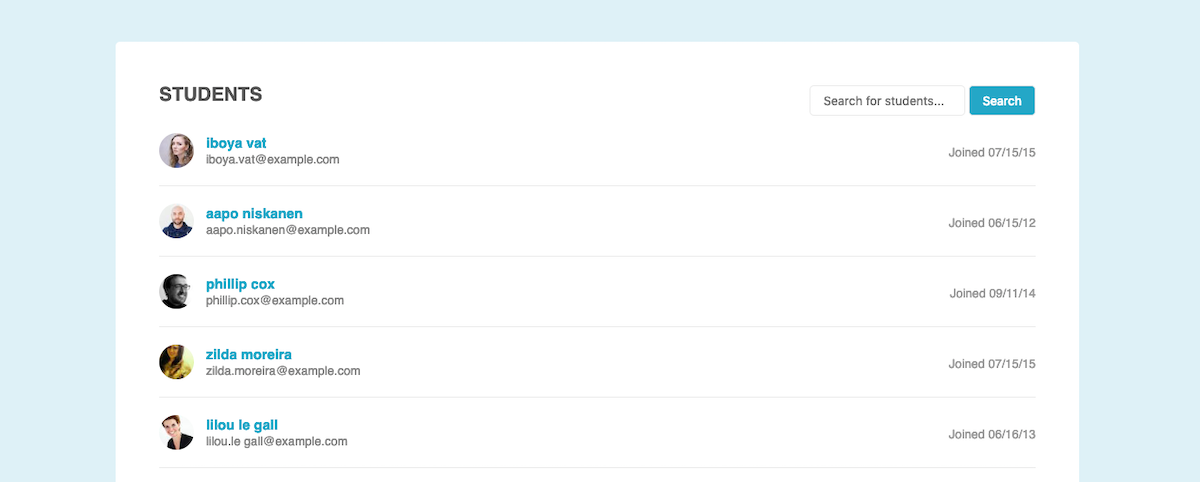 STUDENTS
Search for students...
Search
iboya vat
iboya.vat@example.com
Joined 07/15/15
aapo niskanen
aapo.niskanen@example.com
Joined 06/15/12
phillip cox
phillip.cox@example.com
Joined 09/11/14
zilda moreira
zilda.moreira@example.com
Joined 07/15/15
lilou le gall
lilou.le gall@example.com
Joined 06/16/13